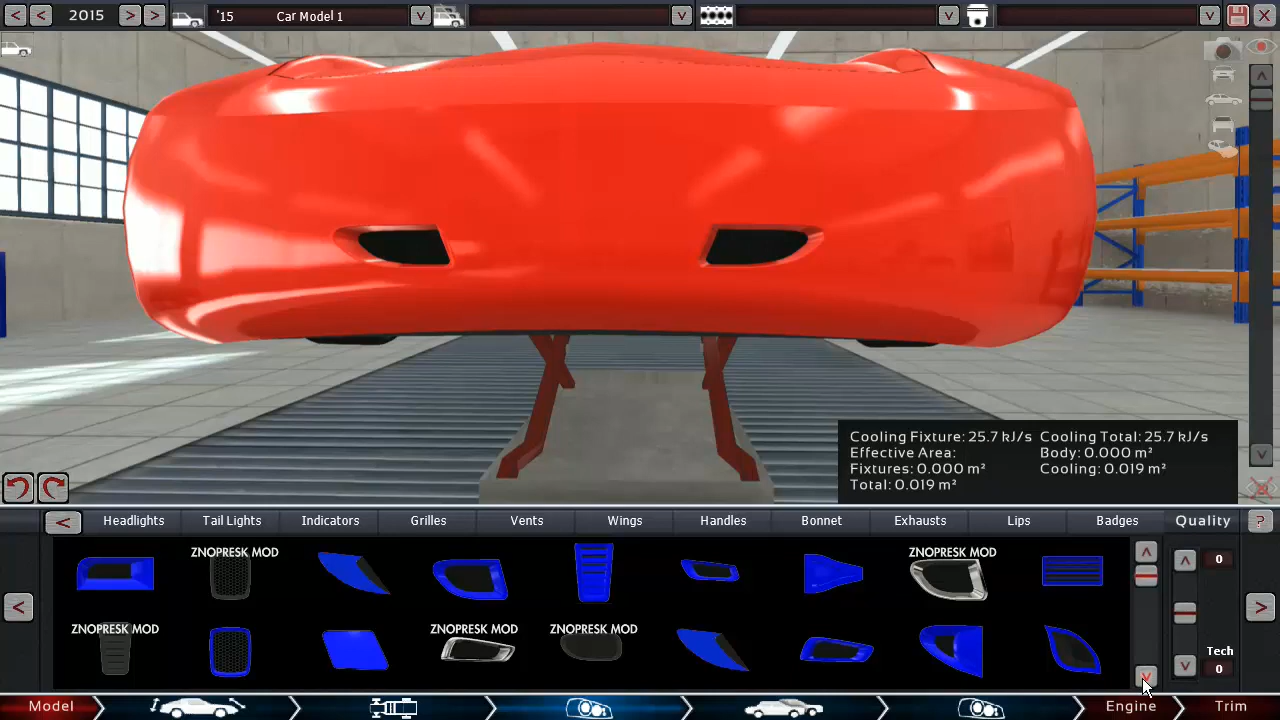 < < 2015 > > '15 Car Model 1
Cooling Fixture: 25.7 kJ/s Cooling Total: 25.7 kJ/s
Effective Area: Body: 0.000 m²
Fixtures: 0.000 m² Cooling: 0.019 m²
Total: 0.019 m²
< Headlights Tail Lights Indicators Grilles Vents Wings Handles Bonnet Exhausts Lips Badges Quality ?
ZNOPRESK MOD ZNOPRESK MOD
0
< >
ZNOPRESK MOD ZNOPRESK MOD ZNOPRESK MOD
Tech
0
Model Engine Trim